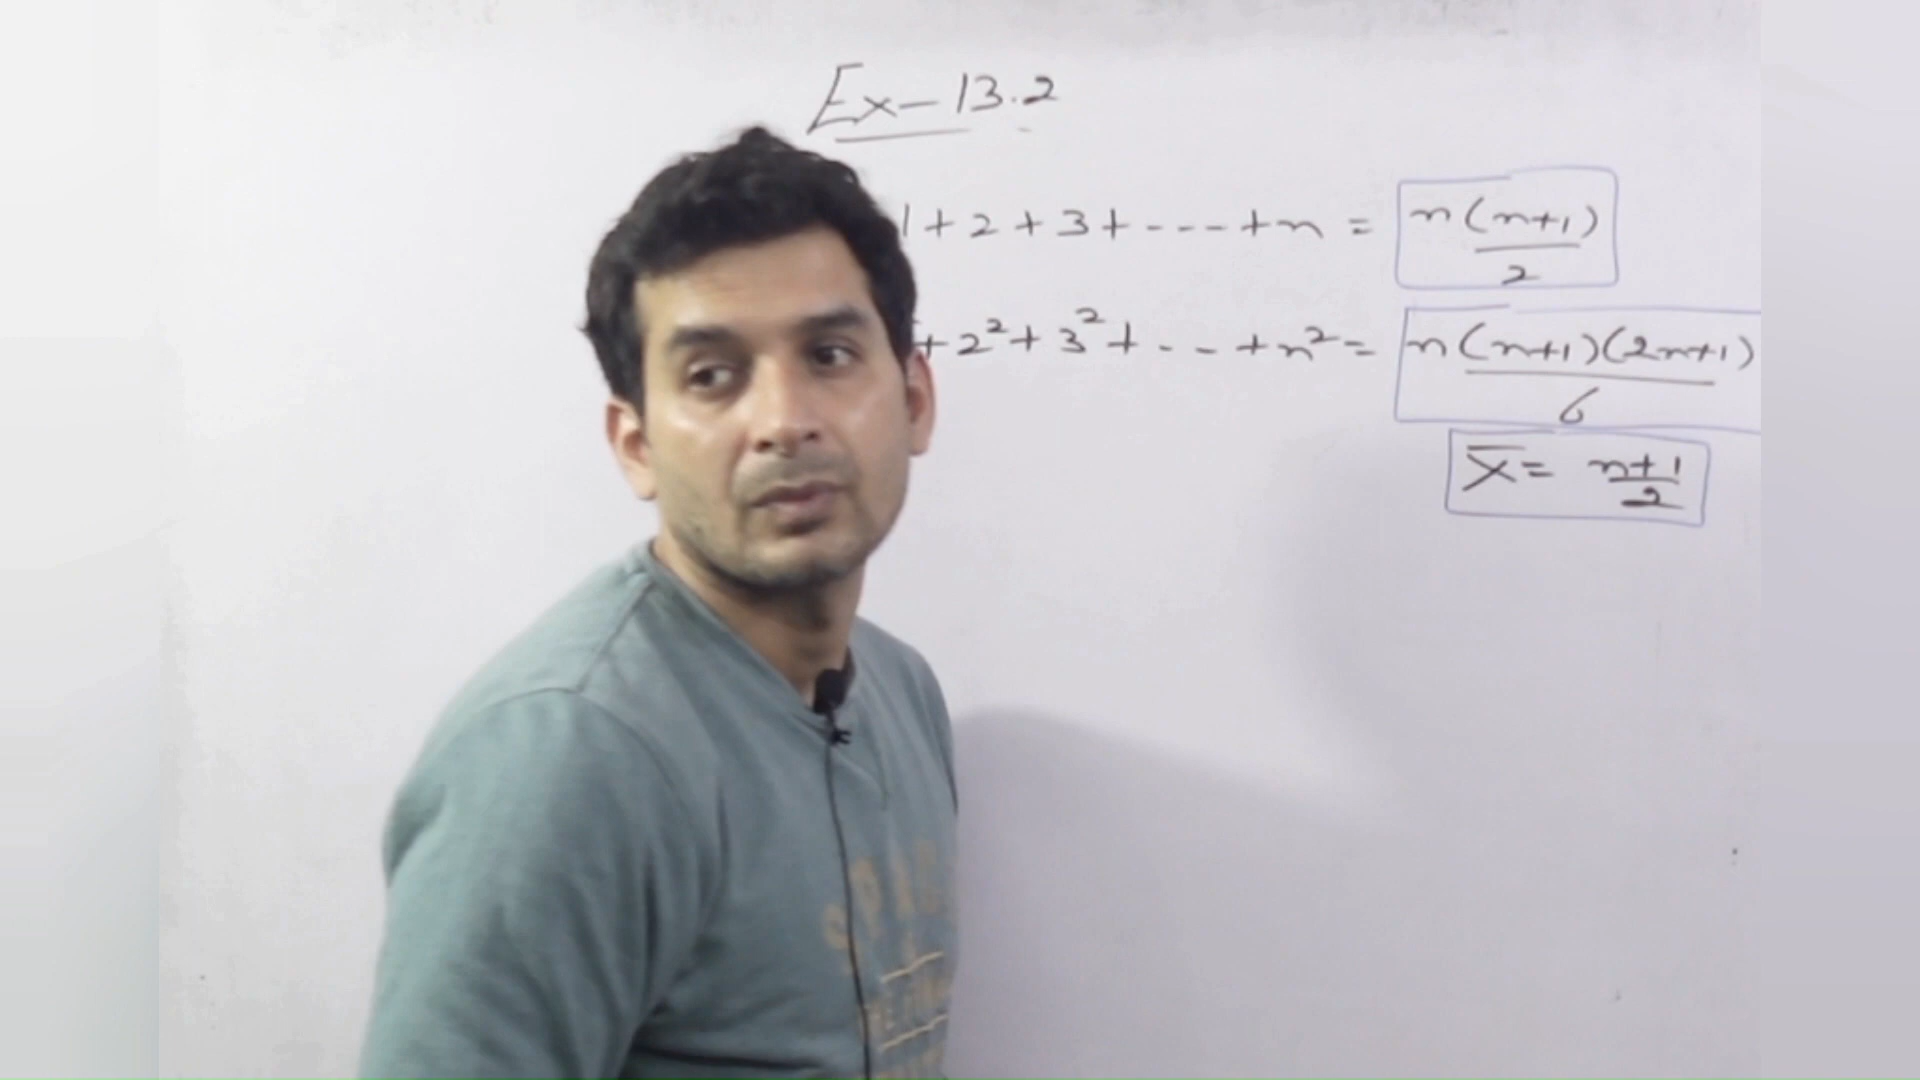 Ex-13.2
1+2+3+----+n = n(n+1)/2
+2²+3²+--+n² = n(n+1)(2n+1)/6
x̄ = n+1/2